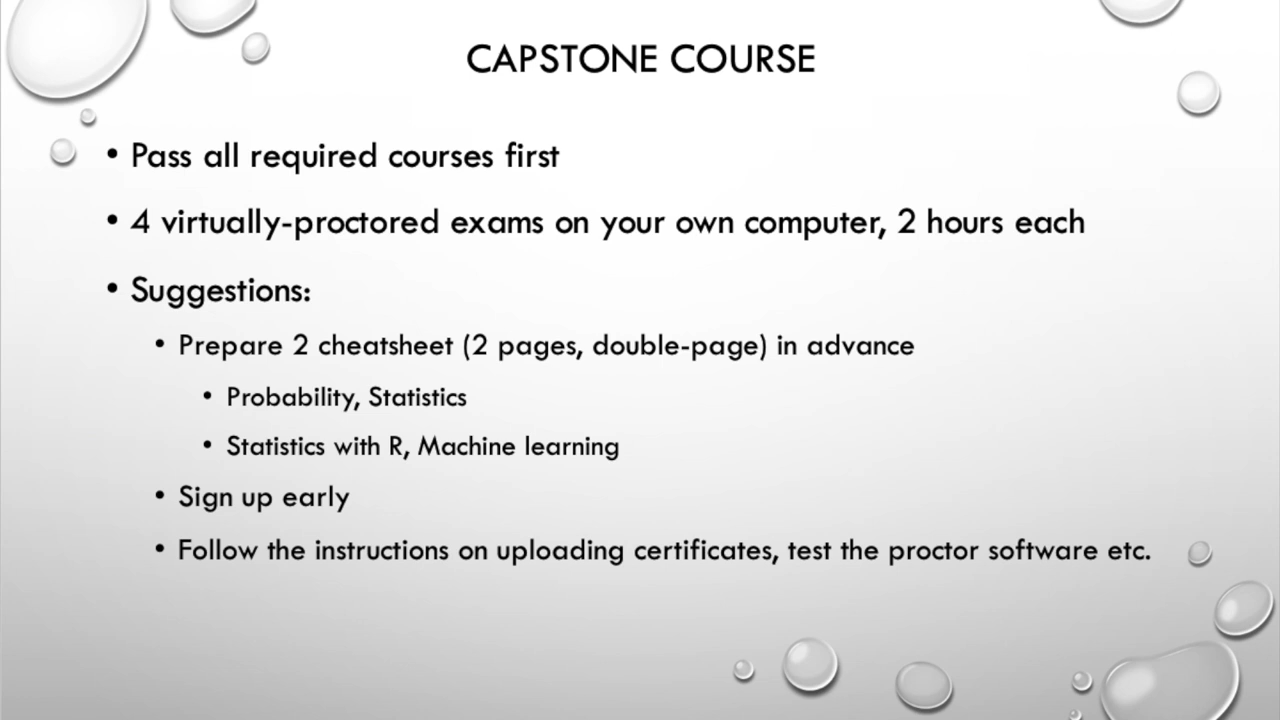 CAPSTONE COURSE
• Pass all required courses first
• 4 virtually-proctored exams on your own computer, 2 hours each
• Suggestions:
• Prepare 2 cheatsheet (2 pages, double-page) in advance
• Probability, Statistics
• Statistics with R, Machine learning
• Sign up early
• Follow the instructions on uploading certificates, test the proctor software etc.